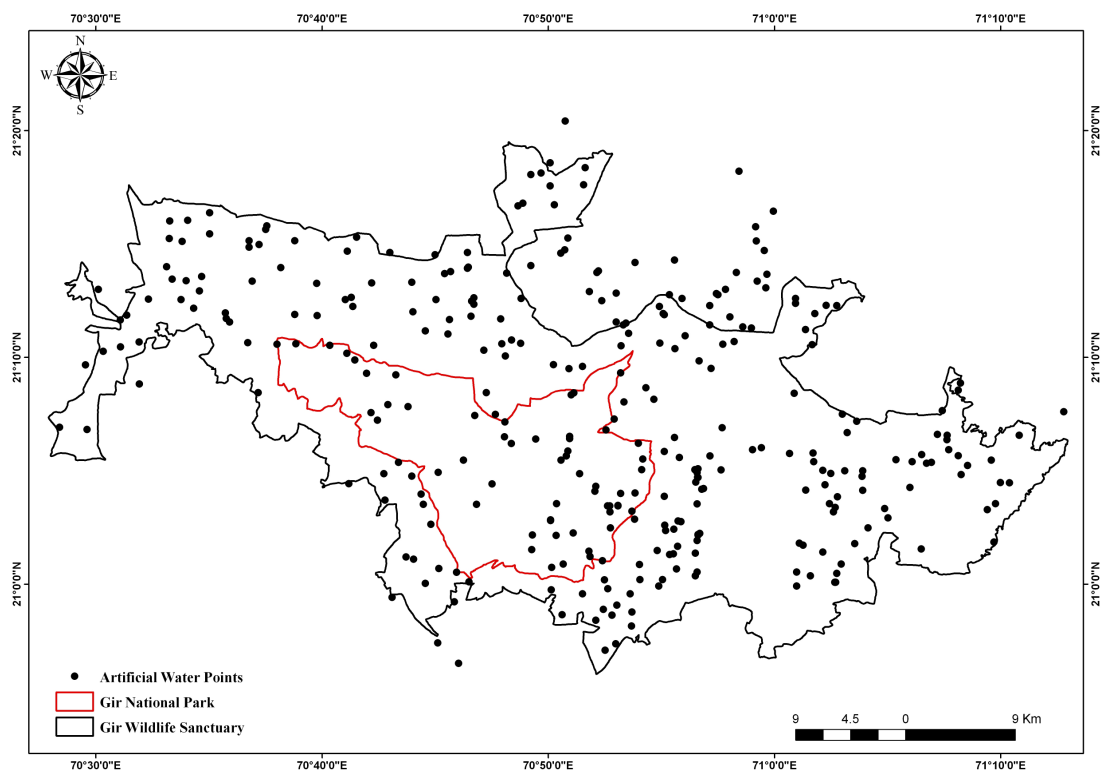 70°30'0"E 70°40'0"E 70°50'0"E 71°0'0"E 71°10'0"E
N
W E
S
21°20'0"N 21°20'0"N
21°10'0"N 21°10'0"N
21°0'0"N 21°0'0"N
Artificial Water Points
Gir National Park
Gir Wildlife Sanctuary
9 4.5 0 9 Km
70°30'0"E 70°40'0"E 70°50'0"E 71°0'0"E 71°10'0"E